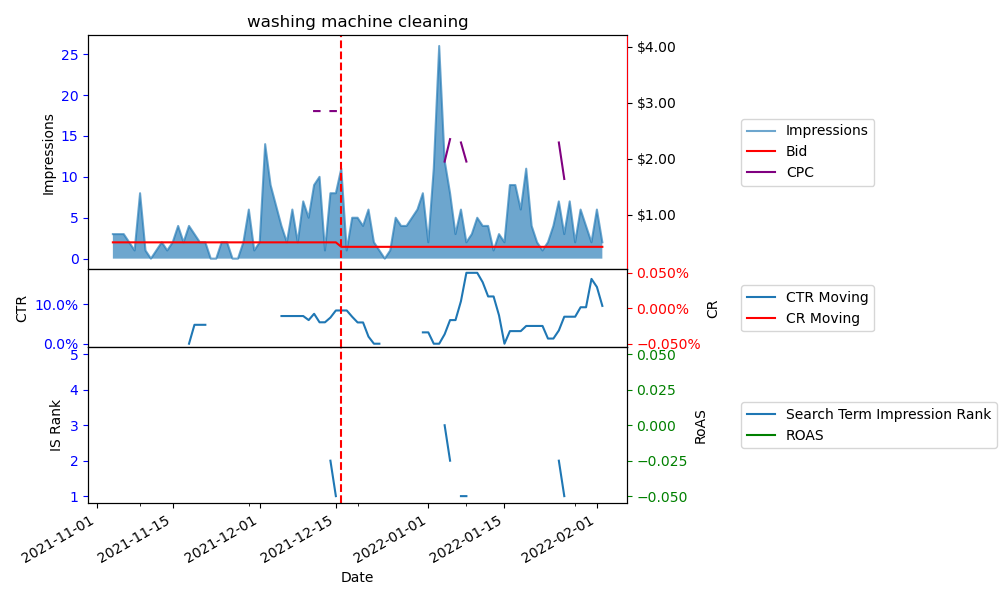 washing machine cleaning
25
20
15
10
5
0
Impressions
$4.00
$3.00
$2.00
$1.00
Impressions
Bid
CPC
10.0%
0.0%
CTR
0.050%
0.000%
−0.050%
CR
CTR Moving
CR Moving
5
4
3
2
1
IS Rank
0.050
0.025
0.000
−0.025
−0.050
RoAS
Search Term Impression Rank
ROAS
2021-11-01
2021-11-15
2021-12-01
2021-12-15
2022-01-01
2022-01-15
2022-02-01
Date